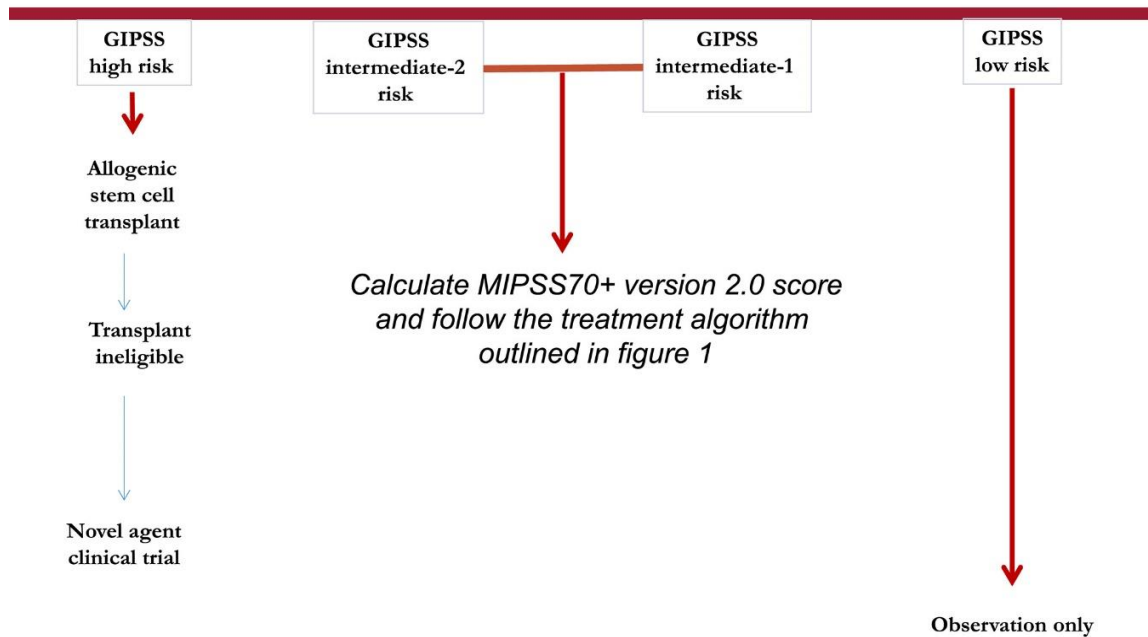 GIPSS
high risk
GIPSS
intermediate-2
risk
GIPSS
intermediate-1
risk
GIPSS
low risk
Allogenic
stem cell
transplant
Calculate MIPSS70+ version 2.0 score
and follow the treatment algorithm
outlined in figure 1
Transplant
ineligible
Novel agent
clinical trial
Observation only